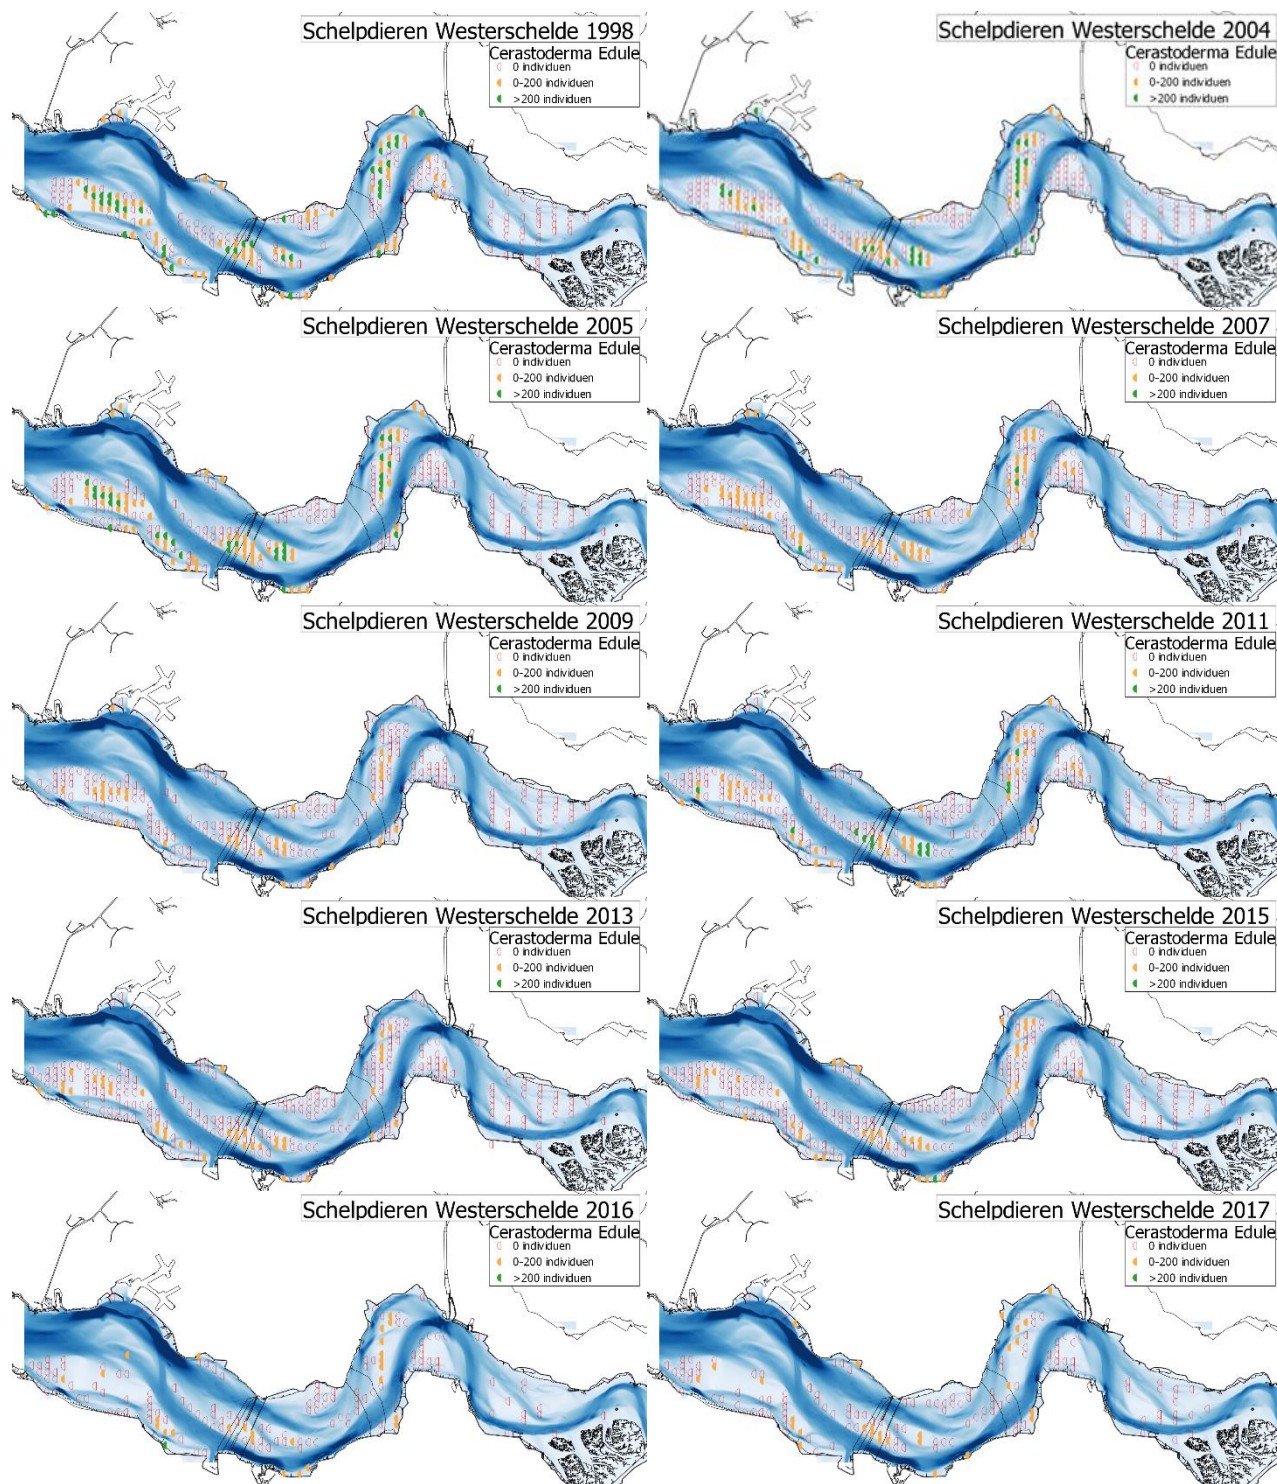 Schelpdieren Westerschelde 1998
Cerastoderma Edule
0 individuen
0-200 individuen
>200 individuen
Schelpdieren Westerschelde 2004
Cerastoderma Edule
0 individuen
0-200 individuen
>200 individuen
Schelpdieren Westerschelde 2005
Cerastoderma Edule
0 individuen
0-200 individuen
>200 individuen
Schelpdieren Westerschelde 2007
Cerastoderma Edule
0 individuen
0-200 individuen
>200 individuen
Schelpdieren Westerschelde 2009
Cerastoderma Edule
0 individuen
0-200 individuen
>200 individuen
Schelpdieren Westerschelde 2011
Cerastoderma Edule
0 individuen
0-200 individuen
>200 individuen
Schelpdieren Westerschelde 2013
Cerastoderma Edule
0 individuen
0-200 individuen
>200 individuen
Schelpdieren Westerschelde 2015
Cerastoderma Edule
0 individuen
0-200 individuen
>200 individuen
Schelpdieren Westerschelde 2016
Cerastoderma Edule
0 individuen
0-200 individuen
>200 individuen
Schelpdieren Westerschelde 2017
Cerastoderma Edule
0 individuen
0-200 individuen
>200 individuen